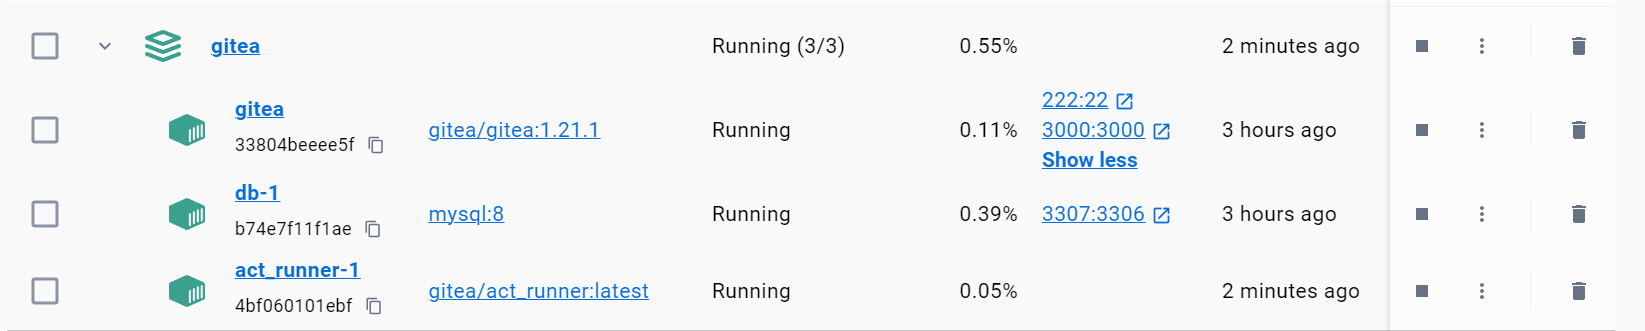 gitea Running (3/3) 0.55% 2 minutes ago
gitea
33804beeee5f
gitea/gitea:1.21.1
Running
0.11%
222:22
3000:3000
Show less
3 hours ago
db-1
b74e7f11f1ae
mysql:8
Running
0.39%
3307:3306
3 hours ago
act_runner-1
4bf060101ebf
gitea/act_runner:latest
Running
0.05%
2 minutes ago